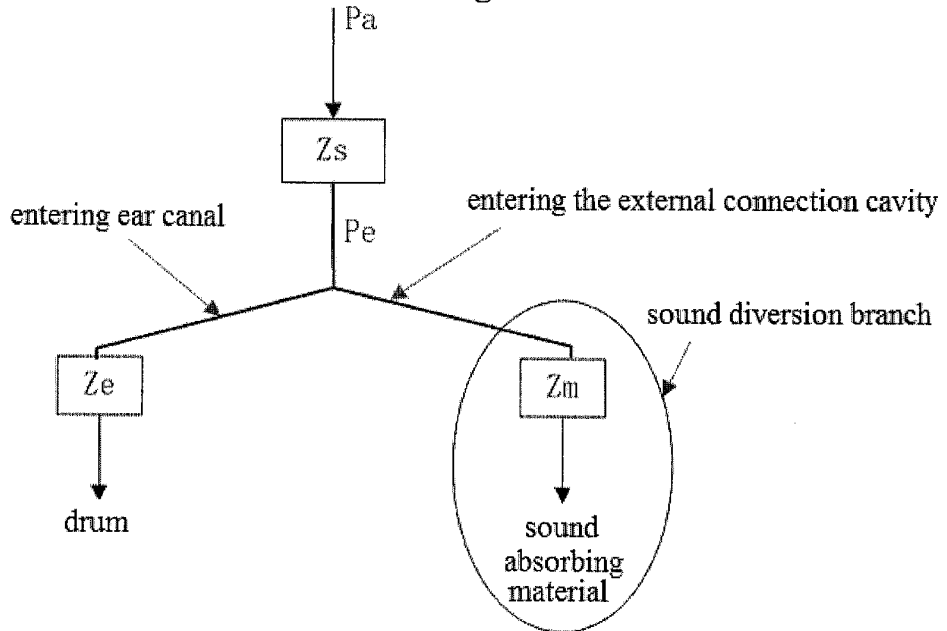 Pa
Zs
entering ear canal
Pe
entering the external connection cavity
sound diversion branch
Ze
Zm
drum
sound
absorbing
material